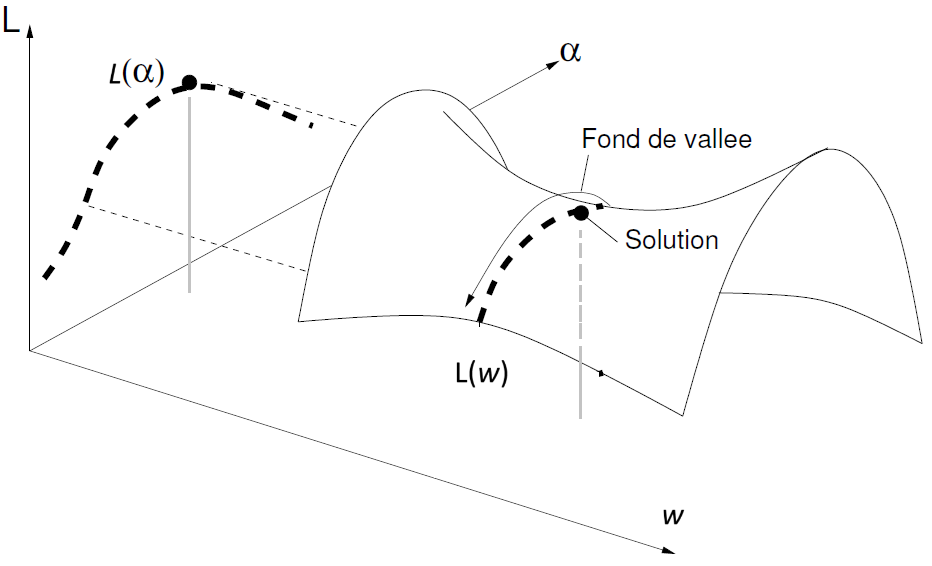 L
L(α)
α
Fond de vallee
Solution
L(w)
w